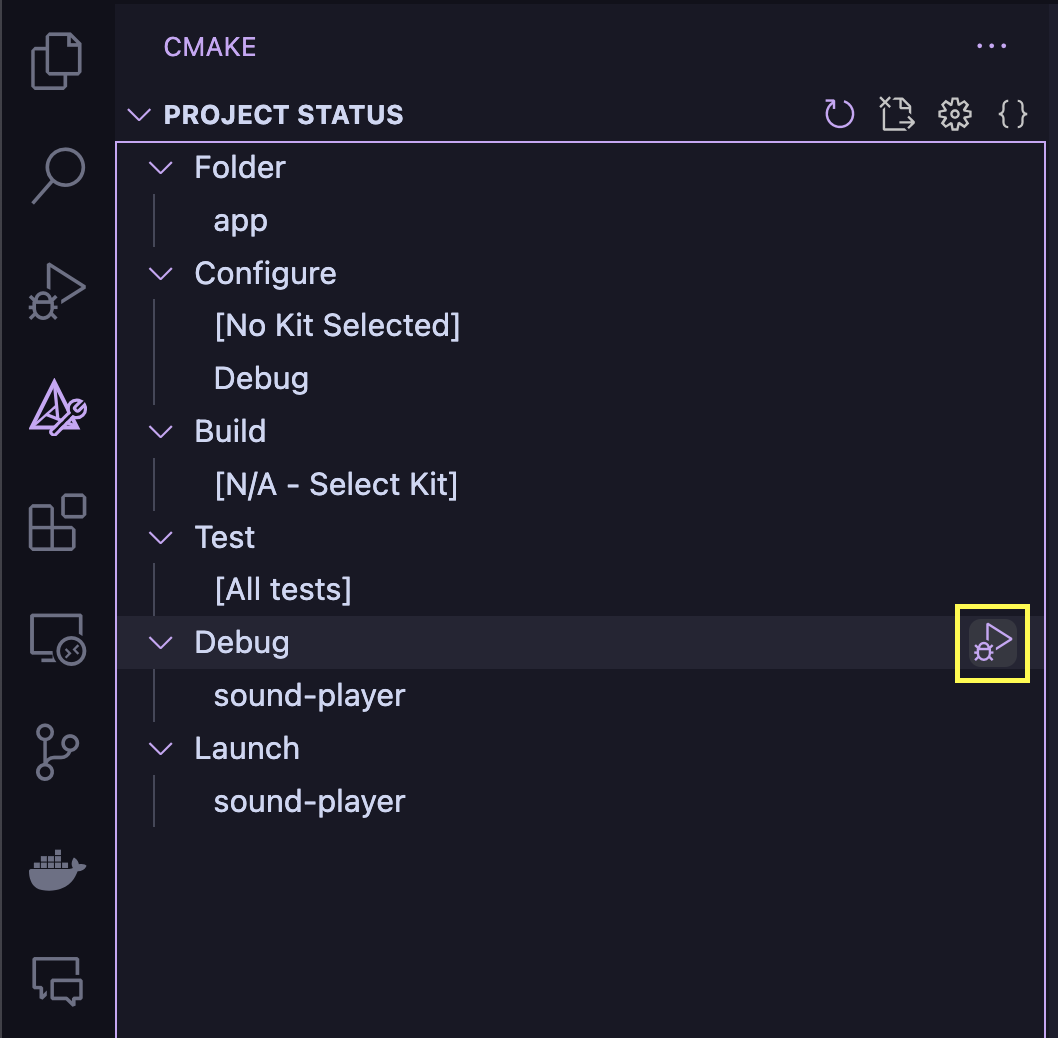 CMAKE
PROJECT STATUS
Folder
app
Configure
[No Kit Selected]
Debug
Build
[N/A - Select Kit]
Test
[All tests]
Debug
sound-player
Launch
sound-player